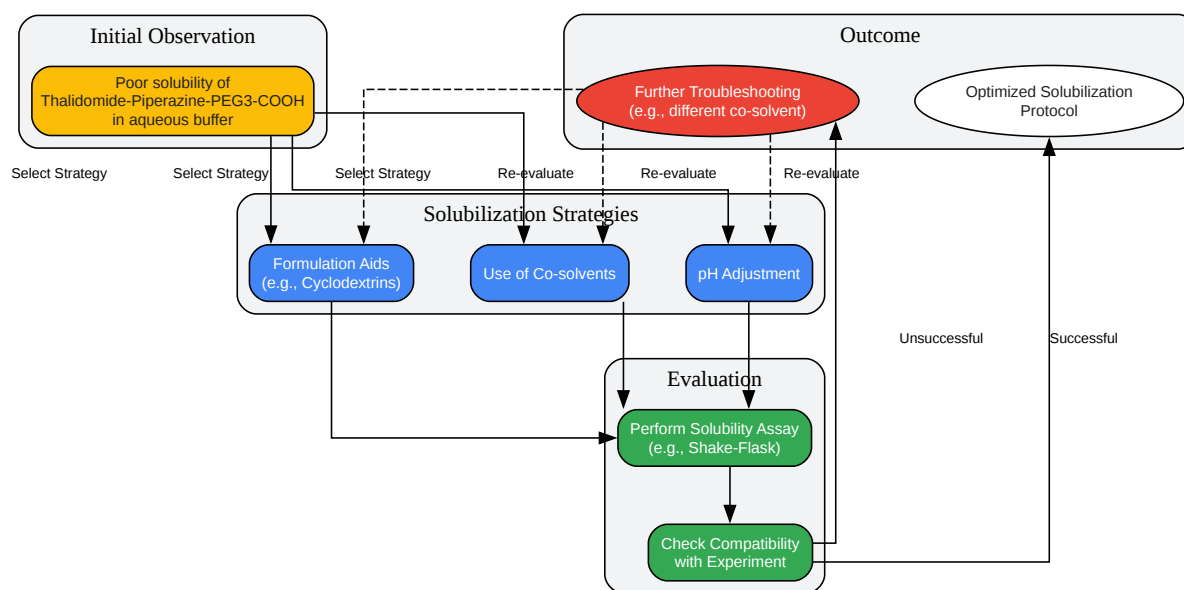 Initial Observation
Poor solubility of
Thalidomide-Piperazine-PEG3-COOH
in aqueous buffer
Outcome
Further Troubleshooting
(e.g., different co-solvent)
Optimized Solubilization
Protocol
Select Strategy
Select Strategy
Select Strategy
Re-evaluate
Re-evaluate
Re-evaluate
Solubilization Strategies
Formulation Aids
(e.g., Cyclodextrins)
Use of Co-solvents
pH Adjustment
Unsuccessful
Successful
Evaluation
Perform Solubility Assay
(e.g., Shake-Flask)
Check Compatibility
with Experiment